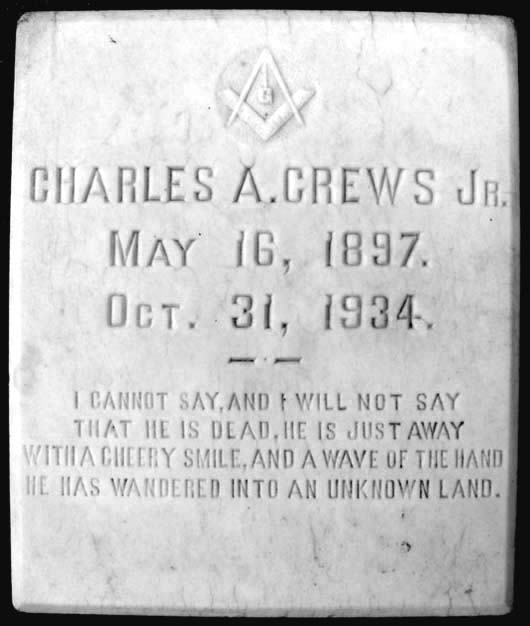 G
CHARLES A. CREWS JR.
MAY 16, 1897.
OCT. 31, 1934.
I CANNOT SAY, AND I WILL NOT SAY
THAT HE IS DEAD, HE IS JUST AWAY
WITH A CHEERY SMILE, AND A WAVE OF THE HAND
HE HAS WANDERED INTO AN UNKNOWN LAND.